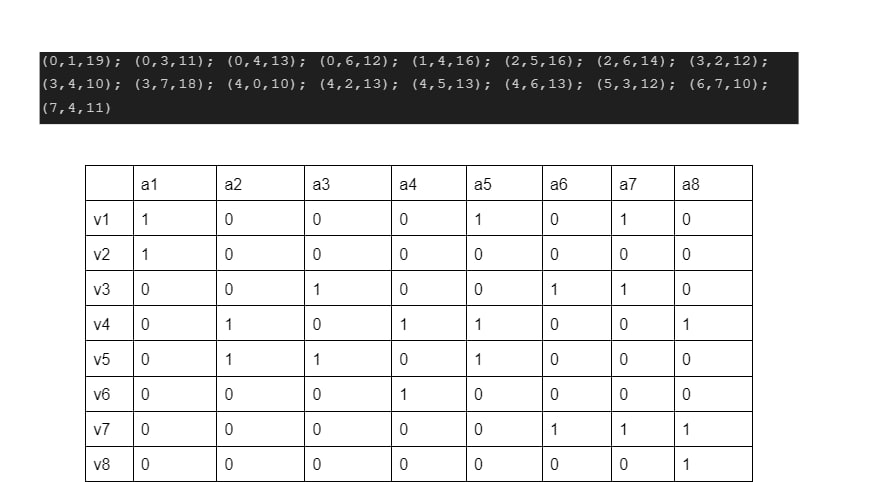 (0,1,19); (0,3,11); (0,4,13); (0,6,12); (1,4,16); (2,5,16); (2,6,14); (3,2,12);
(3,4,10); (3,7,18); (4,0,10); (4,2,13); (4,5,13); (4,6,13); (5,3,12); (6,7,10);
(7,4,11)
a1 a2 a3 a4 a5 a6 a7 a8
v1 1 0 0 0 1 0 1 0
v2 1 0 0 0 0 0 0 0
v3 0 0 1 0 0 1 1 0
v4 0 1 0 1 1 0 0 1
v5 0 1 1 0 1 0 0 0
v6 0 0 0 1 0 0 0 0
v7 0 0 0 0 0 1 1 1
v8 0 0 0 0 0 0 0 1